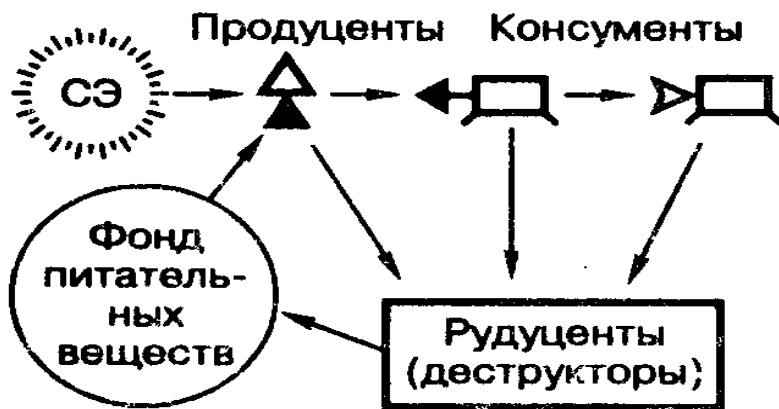 Продуценты Консументы
СЭ
Фонд
питатель-
ных
веществ
Рудуценты
(деструкторы)